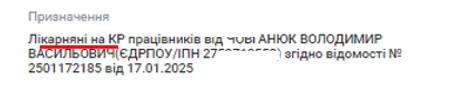 Призначення
Лікарняні на КР працівників від ВОЛОДИМИР
ВАСИЛЬОВИЧ(ЄДРПОУ/ІПН згідно відомості №
2501172185 від 17.01.2025